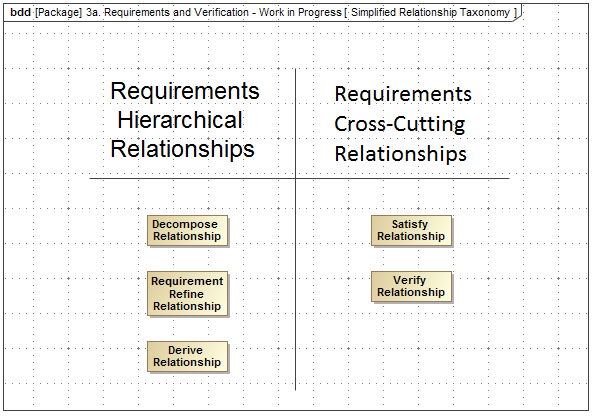 bdd [Package] 3a. Requirements and Verification - Work in Progress [ Simplified Relationship Taxonomy ]
Requirements
Hierarchical
Relationships
Requirements
Cross-Cutting
Relationships
Decompose
Relationship
Requirement
Refine
Relationship
Derive
Relationship
Satisfy
Relationship
Verify
Relationship